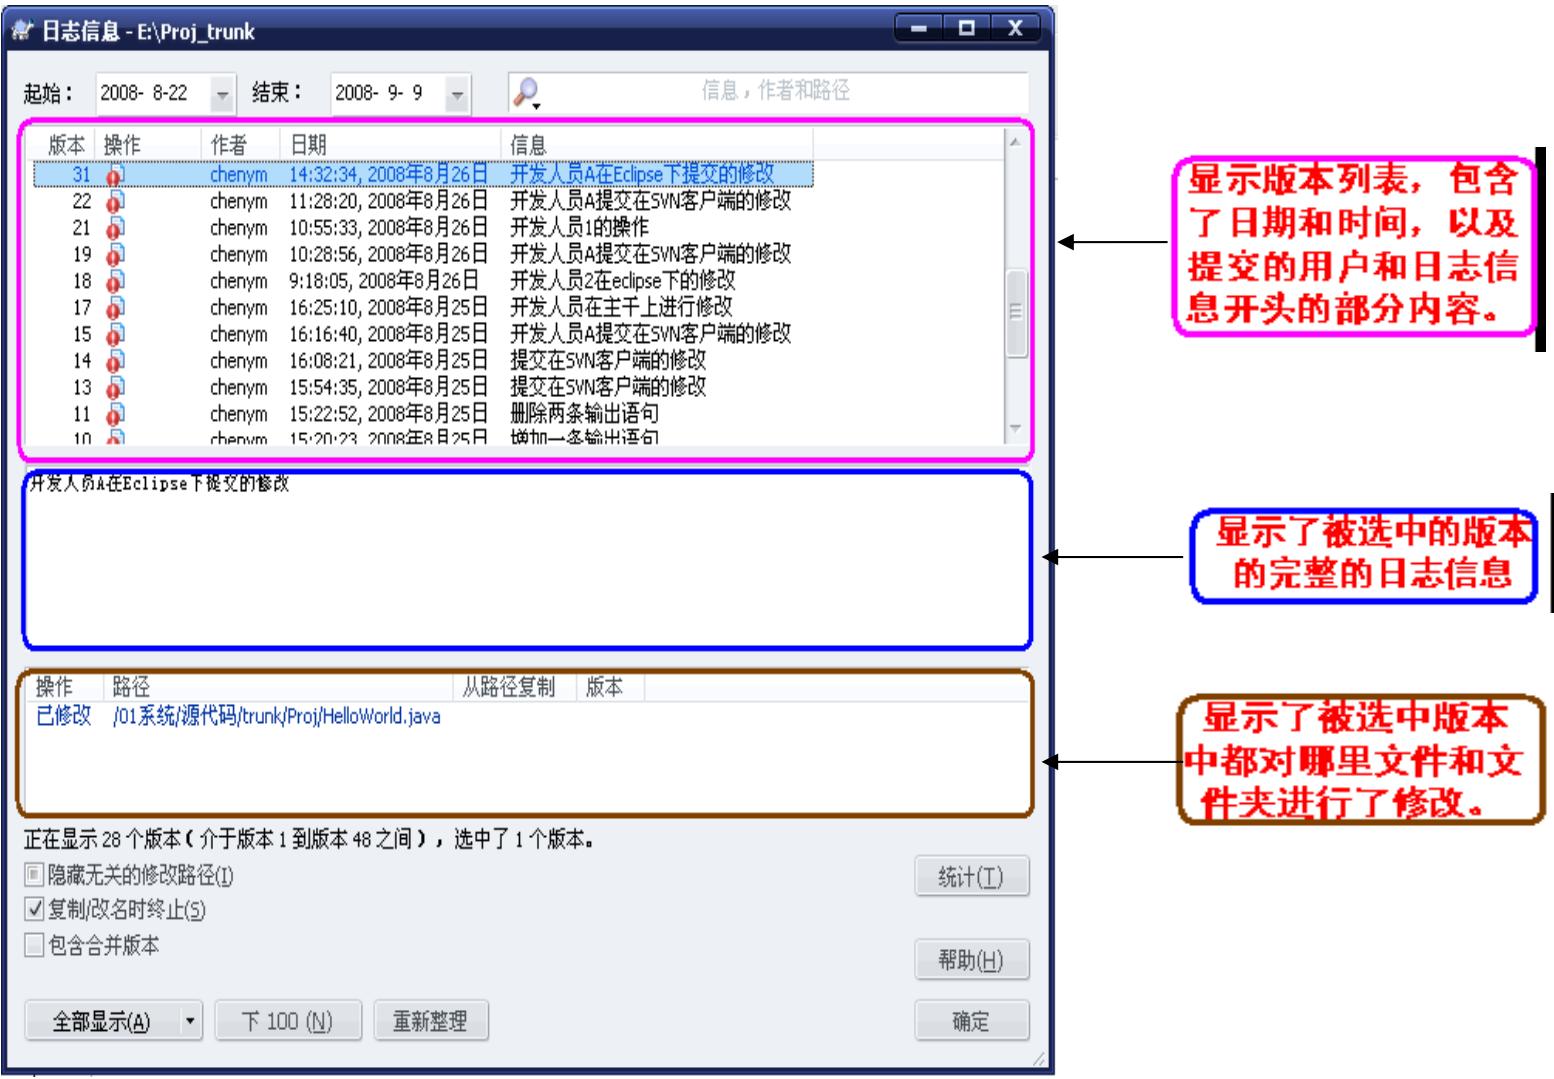 日志信息 - E:\Proj_trunk
起始： 2008- 8-22 结束： 2008- 9- 9 信息，作者和路径
版本 操作 作者 日期 信息
31 chenym 14:32:34, 2008年8月26日 开发人员A在Eclipse下提交的修改
22 chenym 11:28:20, 2008年8月26日 开发人员A提交在SVN客户端的修改
21 chenym 10:55:33, 2008年8月26日 开发人员1的操作
19 chenym 10:28:56, 2008年8月26日 开发人员A提交在SVN客户端的修改
18 chenym 9:18:05, 2008年8月26日 开发人员2在eclipse下的修改
17 chenym 16:25:10, 2008年8月25日 开发人员在主干上进行修改
15 chenym 16:16:40, 2008年8月25日 开发人员A提交在SVN客户端的修改
14 chenym 16:08:21, 2008年8月25日 提交在SVN客户端的修改
13 chenym 15:54:35, 2008年8月25日 提交在SVN客户端的修改
11 chenym 15:22:52, 2008年8月25日 删除两条输出语句
10 chenym 15:20:23, 2008年8月25日 增加一条输出语句
开发人员A在Eclipse下提交的修改
操作 路径 从路径复制 版本
已修改 /01系统/源代码/trunk/Proj/HelloWorld.java
正在显示 28 个版本（介于版本 1 到版本 48 之间），选中了 1 个版本。
隐藏无关的修改路径(I)
统计(T)
复制/改名时终止(S)
包含合并版本
帮助(H)
全部显示(A) 下 100 (N) 重新整理 确定
显示版本列表，包含
了日期和时间，以及
提交的用户和日志信
息开头的部分内容。
显示了被选中的版本
的完整的日志信息
显示了被选中版本
中都对哪里文件和文
件夹进行了修改。